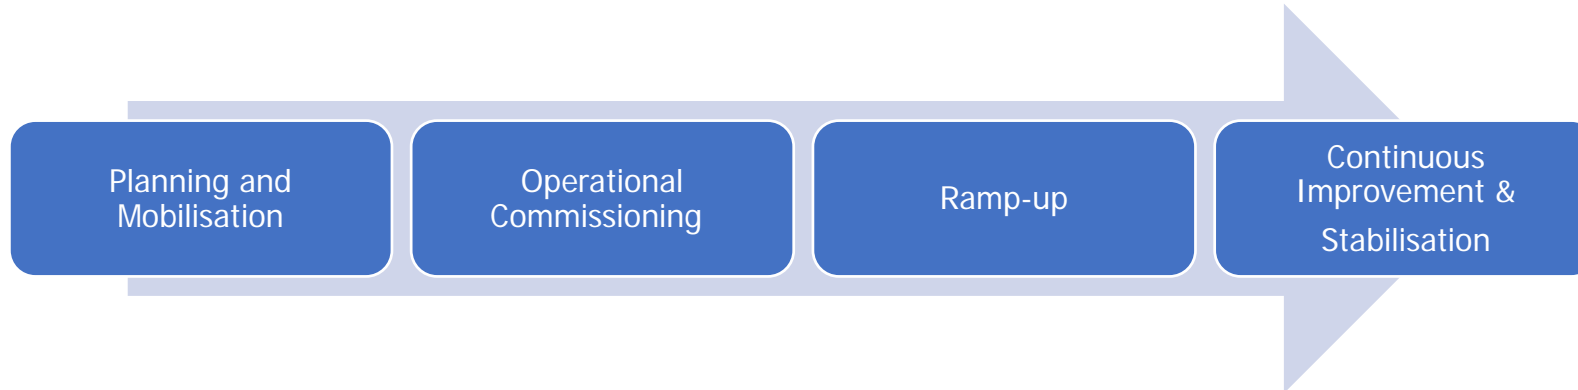 Planning and
Mobilisation
Operational
Commissioning
Ramp-up
Continuous
Improvement &
Stabilisation